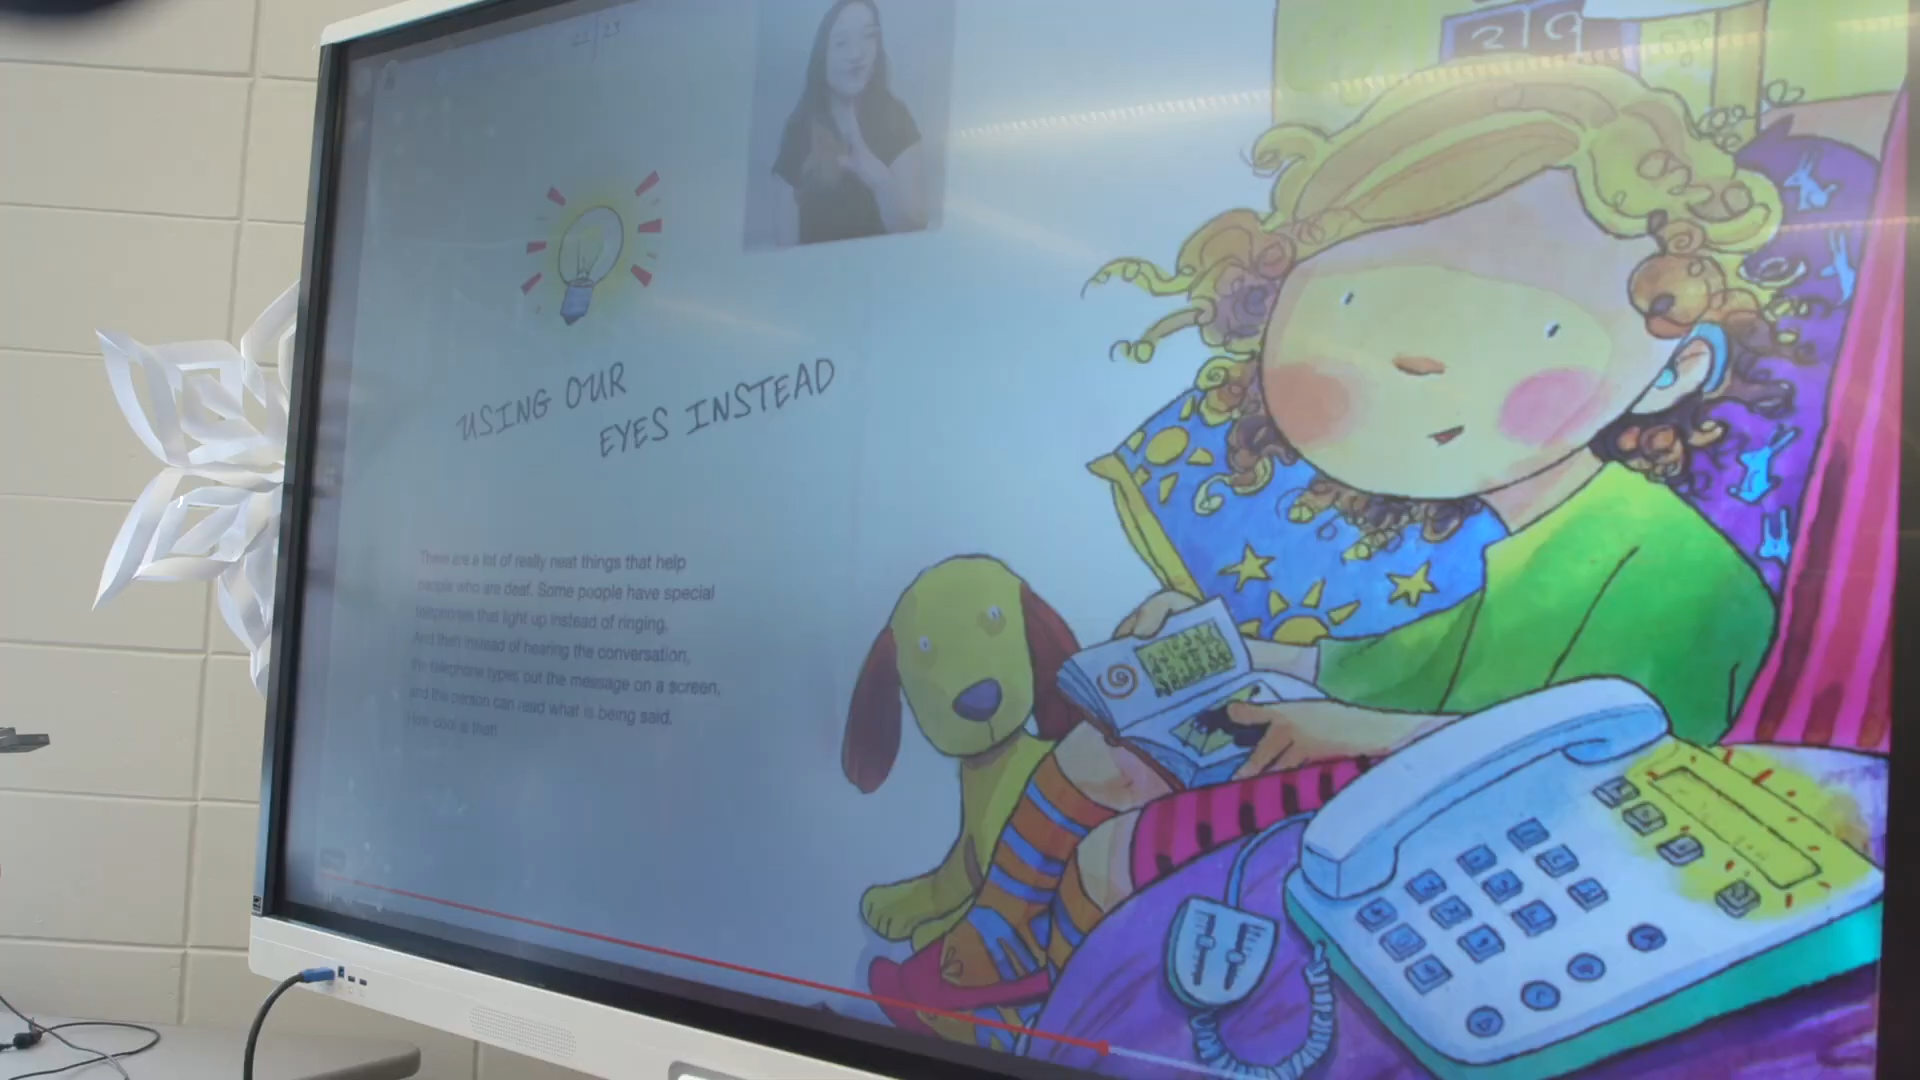 22/23
USING OUR
EYES INSTEAD
There are a lot of really neat things that help
people who are deaf. Some people have special
telephones that light up instead of ringing.
And then instead of hearing the conversation,
the telephone types out the message on a screen,
and the person can read what is being said.
How cool is that!